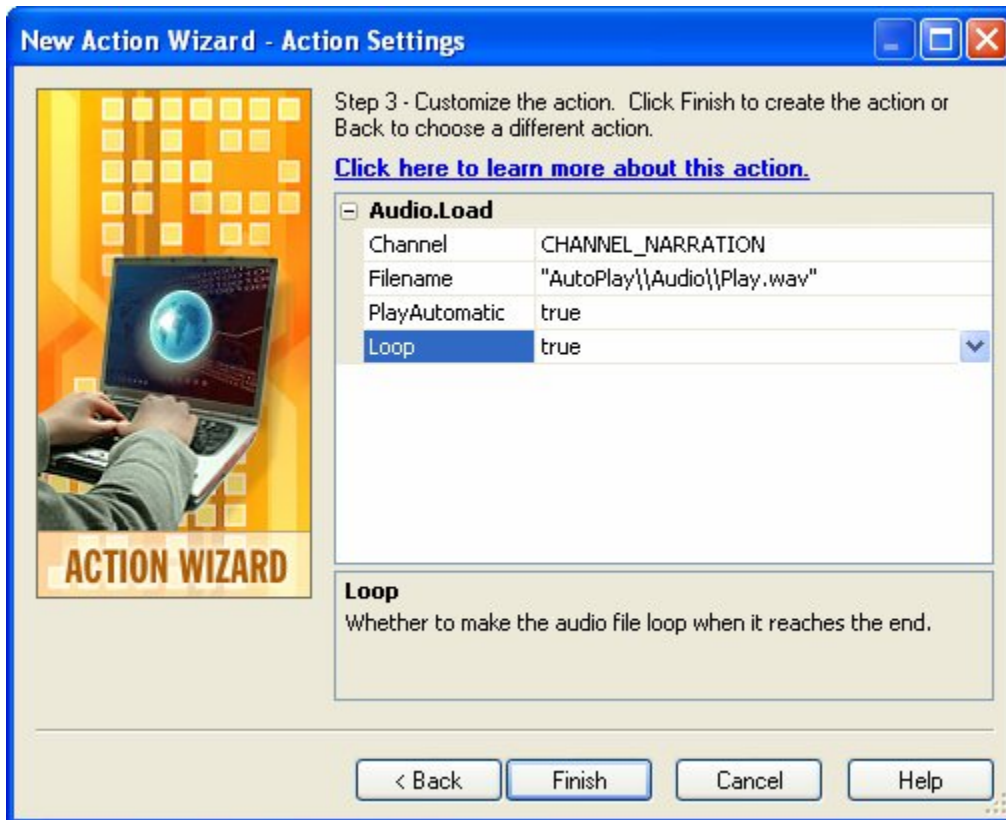 New Action Wizard - Action Settings
Step 3 - Customize the action. Click Finish to create the action or
Back to choose a different action.
Click here to learn more about this action.
Audio.Load
Channel CHANNEL_NARRATION
Filename "AutoPlay\\Audio\\Play.wav"
PlayAutomatic true
Loop true
ACTION WIZARD
Loop
Whether to make the audio file loop when it reaches the end.
< Back Finish Cancel Help